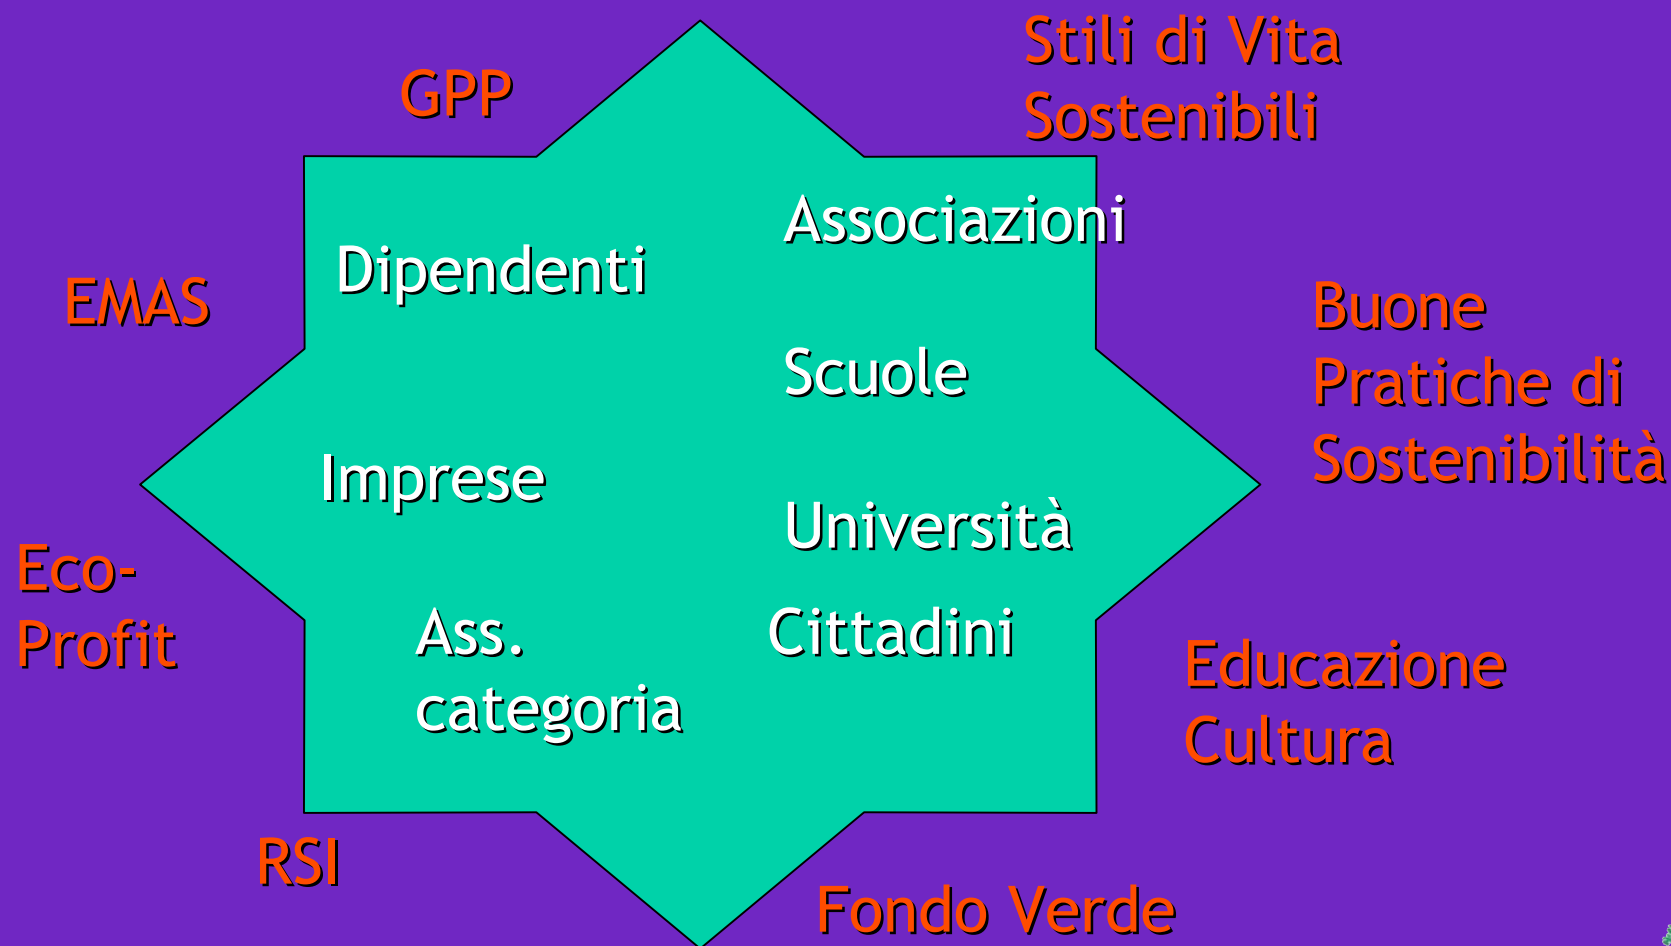 GPP
Stili di Vita
Sostenibili
Associazioni
Dipendenti
EMAS
Buone
Pratiche di
Sostenibilità
Scuole
Imprese
Università
Eco-
Profit
Ass.
categoria
Cittadini
Educazione
Cultura
RSI
Fondo Verde